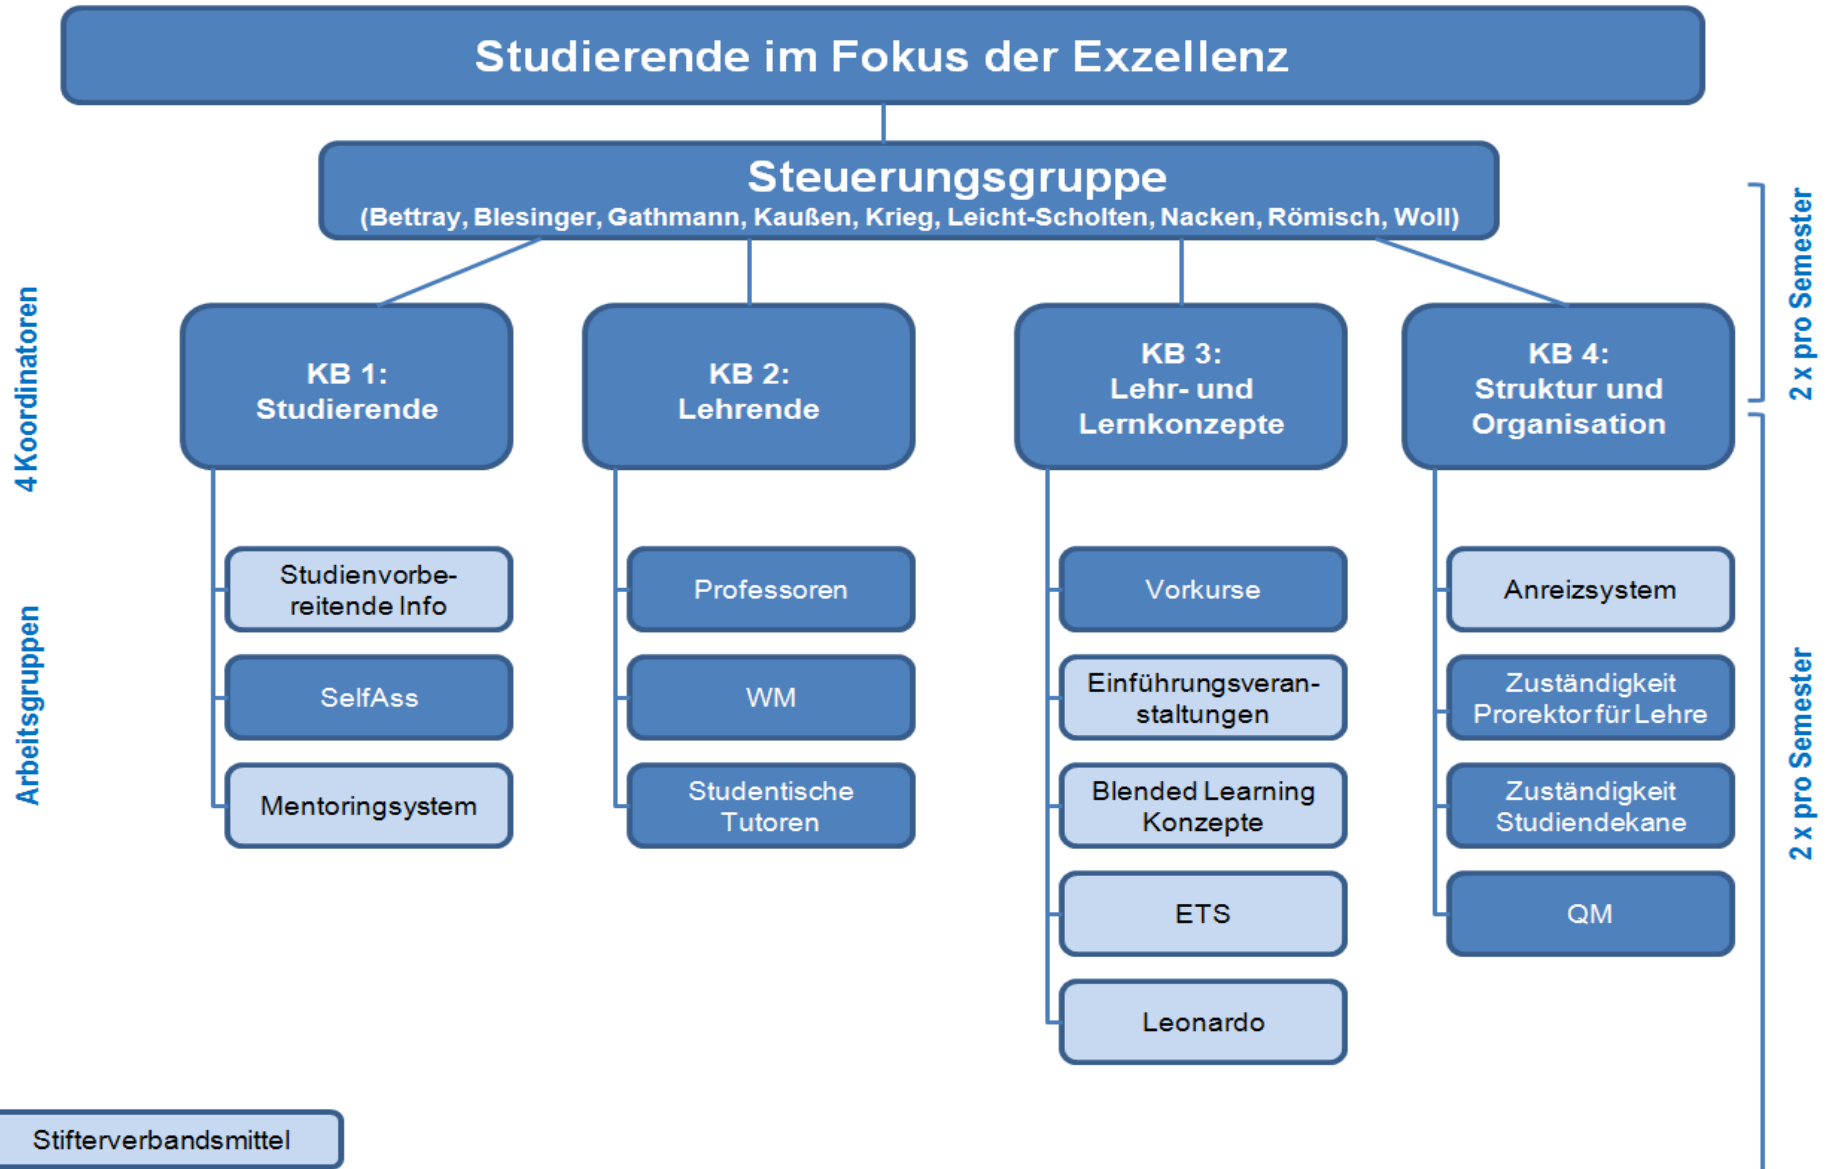 Studierende im Fokus der Exzellenz
Steuerungsgruppe
(Bettray, Blesinger, Gathmann, Kaußen, Krieg, Leicht-Scholten, Nacken, Römisch, Woll)
4 Koordinatoren
KB 1:
Studierende
KB 2:
Lehrende
KB 3:
Lehr- und
Lernkonzepte
KB 4:
Struktur und
Organisation
2 x pro Semester
Arbeitsgruppen
Studienvorbe-
reitende Info
SelfAss
Mentoringsystem
Professoren
WM
Studentische
Tutoren
Vorkurse
Einführungsveran-
staltungen
Blended Learning
Konzepte
ETS
Leonardo
Anreizsystem
Zuständigkeit
Prorektor für Lehre
Zuständigkeit
Studiendekane
QM
2 x pro Semester
Stifterverbandsmittel